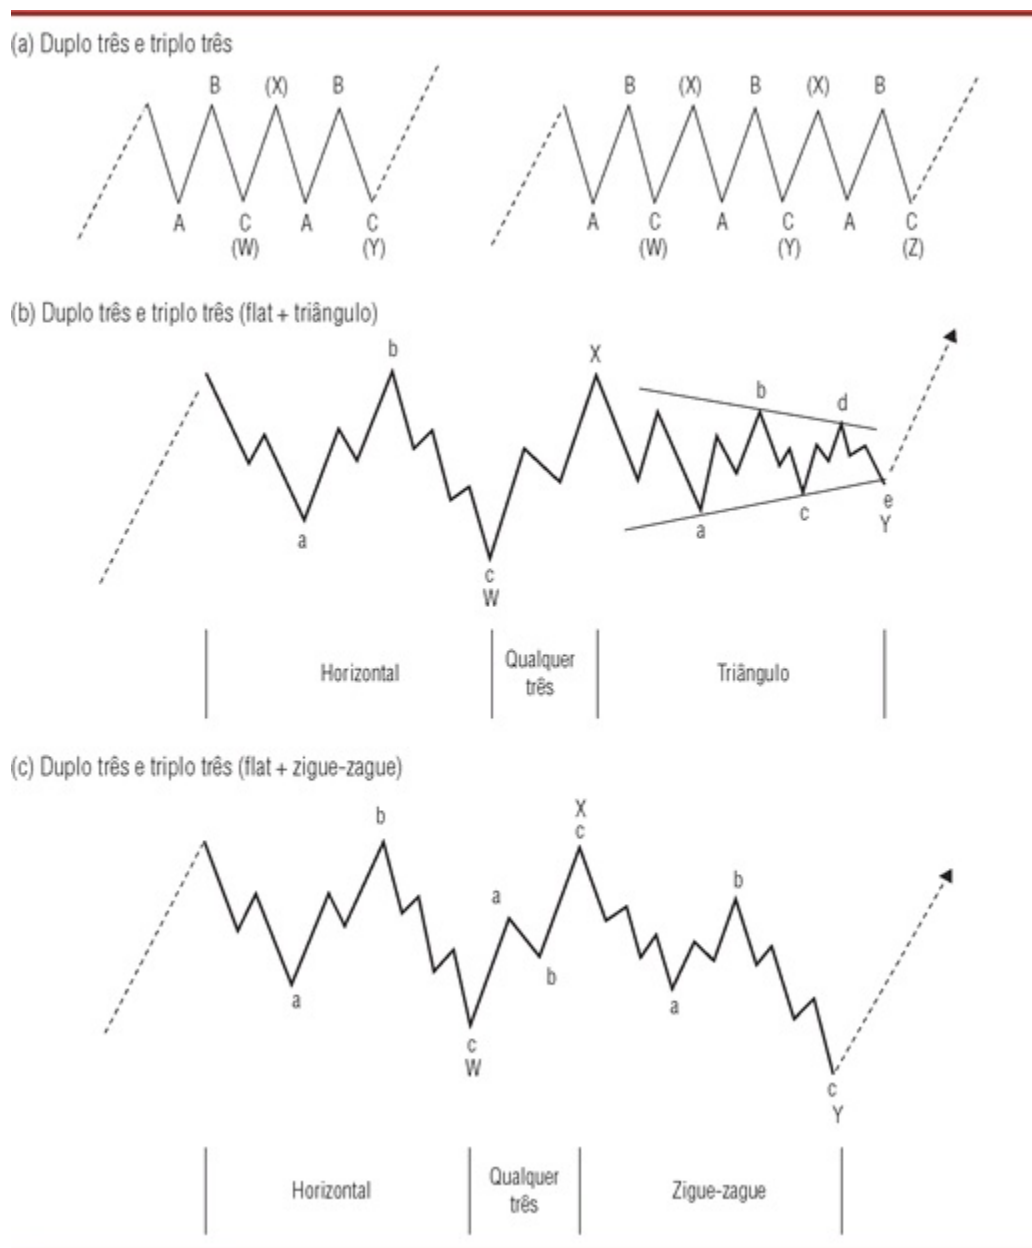 (a) Duplo três e triplo três
B (X) B B (X) B (X) B
A C A C A C A C A C
(W) (Y) (W) (Y) (Z)
(b) Duplo três e triplo três (flat + triângulo)
b X b d
a c a c e
W Y
Horizontal Qualquer três Triângulo
(c) Duplo três e triplo três (flat + zigue-zague)
X
b c
a b
a b a
c c
W Y
Horizontal Qualquer três Zigue-zague